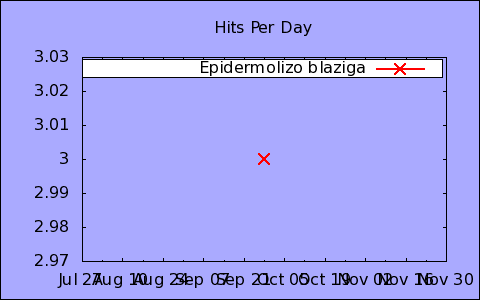 Hits Per Day
3.03
Epidermolizo blaziga
3.02
3.01
3
2.99
2.98
2.97
Jul 27 Aug 10 Aug 24 Sep 07 Sep 21 Oct 05 Oct 19 Nov 02 Nov 16 Nov 30